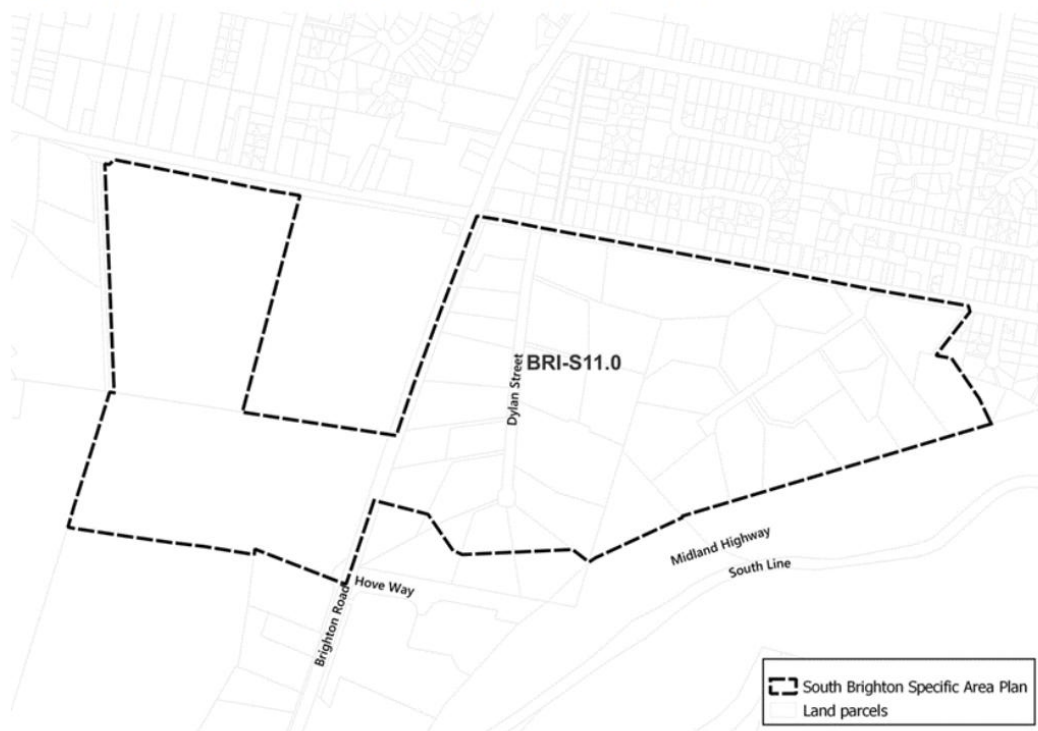 BRI-S11.0
Dylan Street
Midland Highway
South Line
Hove Way
Brighton Road
South Brighton Specific Area Plan
Land parcels